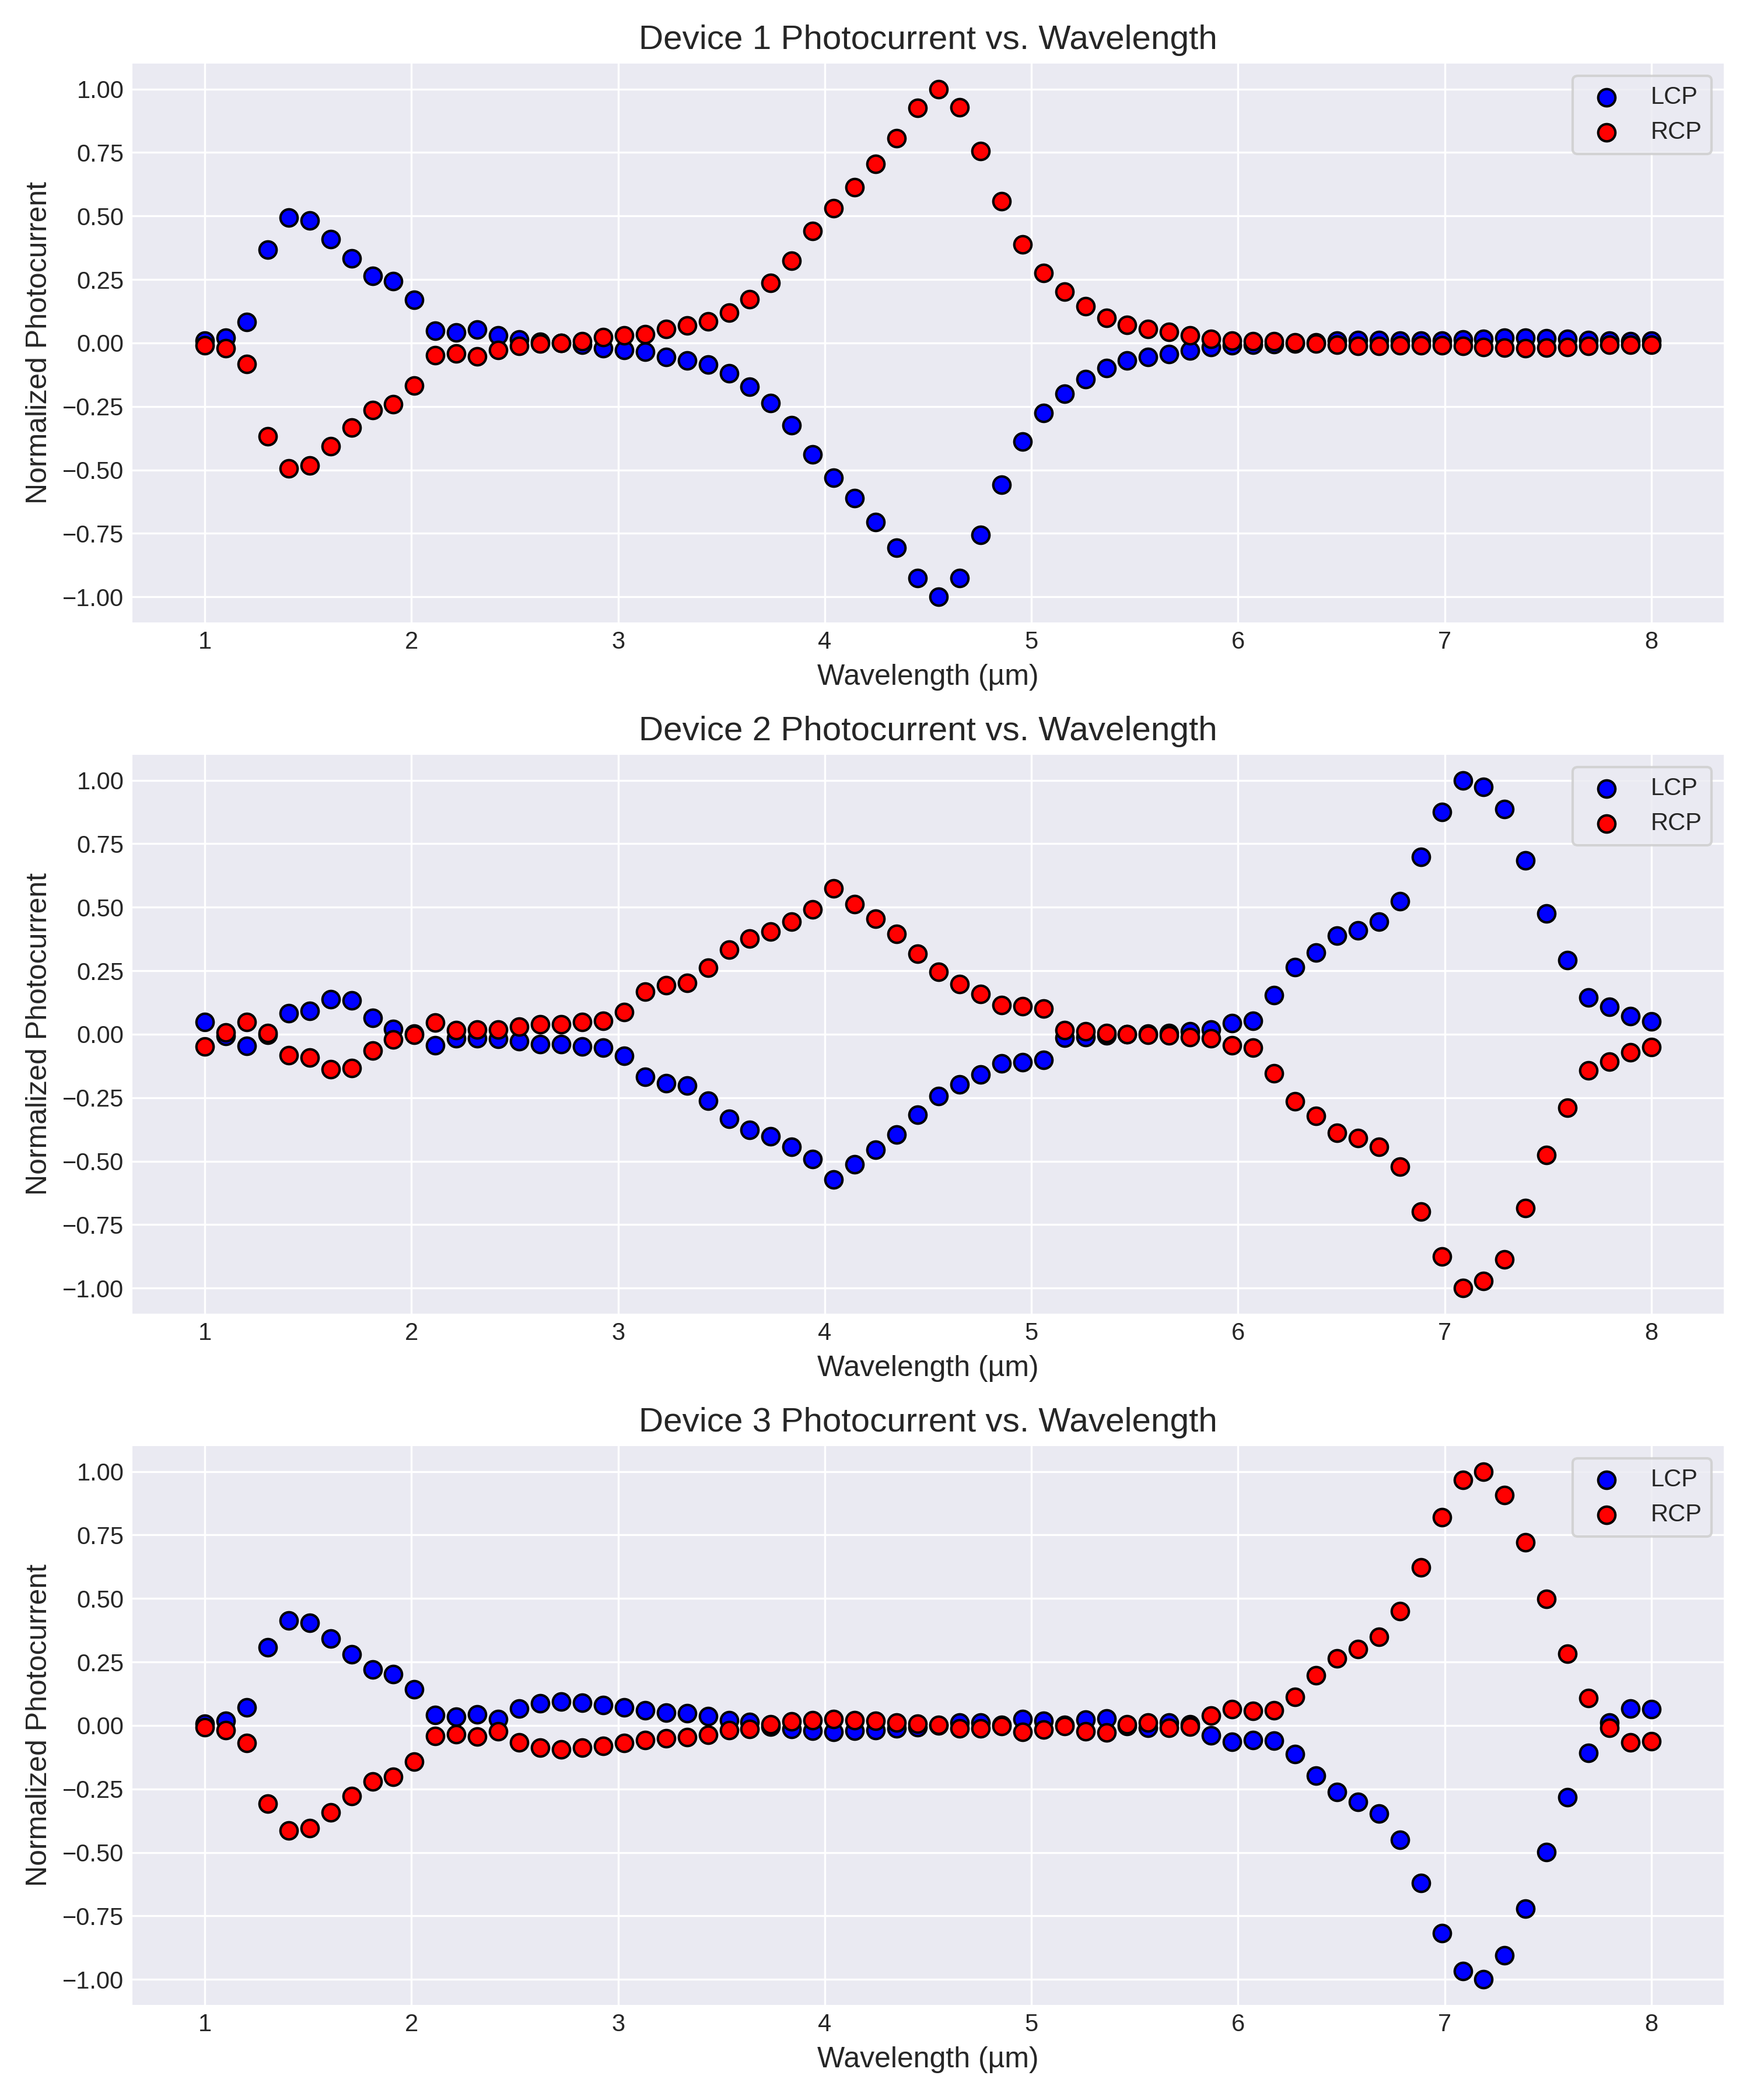 Device 1 Photocurrent vs. Wavelength
Normalized Photocurrent
1.00
0.75
0.50
0.25
0.00
−0.25
−0.50
−0.75
−1.00
LCP
RCP
1 2 3 4 5 6 7 8
Wavelength (µm)
Device 2 Photocurrent vs. Wavelength
Normalized Photocurrent
1.00
0.75
0.50
0.25
0.00
−0.25
−0.50
−0.75
−1.00
LCP
RCP
1 2 3 4 5 6 7 8
Wavelength (µm)
Device 3 Photocurrent vs. Wavelength
Normalized Photocurrent
1.00
0.75
0.50
0.25
0.00
−0.25
−0.50
−0.75
−1.00
LCP
RCP
1 2 3 4 5 6 7 8
Wavelength (µm)